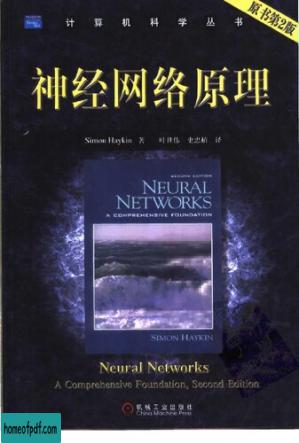 计算机科学丛书
原书第2版
神经网络原理
Simon Haykin 著 叶世伟 史忠植 译
SECOND EDITION
NEURAL
NETWORKS
A COMPREHENSIVE FOUNDATION
SIMON HAYKIN
Neural Networks
A Comprehensive Foundation, Second Edition
机械工业出版社
China Machine Press
homeofpdf.com